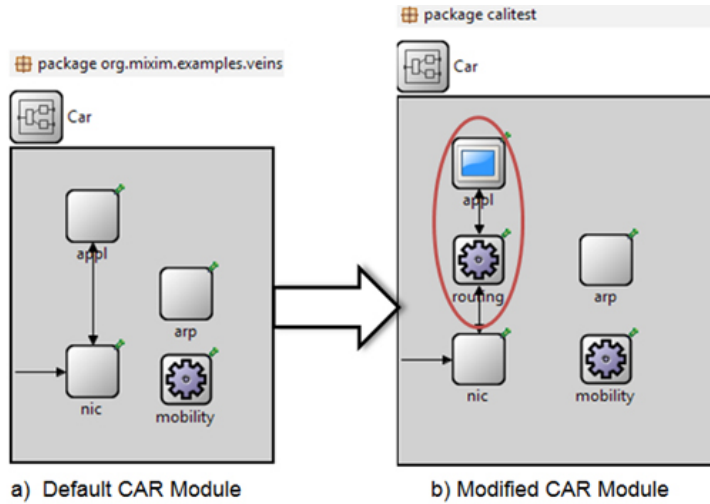 package org.mixim.examples.veins
Car
appl
arp
nic
mobility
a) Default CAR Module
package calitest
Car
appl
routing
arp
nic
mobility
b) Modified CAR Module